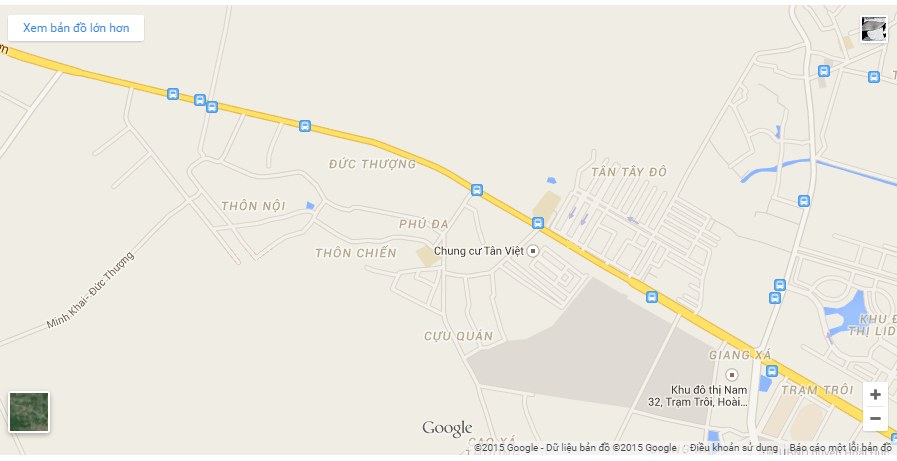 Xem bản đồ lớn hơn
ĐỨC THƯỢNG
TÂN TÂY ĐÔ
THÔN NỘI
PHÚ ĐA
THÔN CHIẾN
Chung cư Tân Việt
Minh Khai- Đức Thượng
KHU Đ
THỊ LID
CỰU QUÁN
GIANG XÁ
Khu đô thị Nam
32, Trạm Trôi, Hoài...
TRẠM TRÔI
+
−
Google
CAO XÁ
©2015 Google - Dữ liệu bản đồ ©2015 Google
Điều khoản sử dụng
Báo cáo một lỗi bản đồ